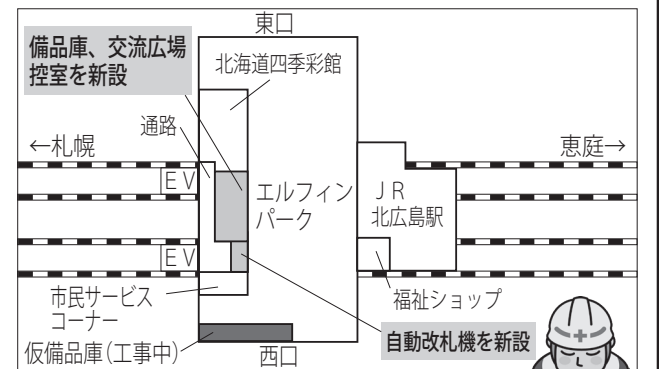 東口
備品庫、交流広場
控室を新設
北海道四季彩館
通路
←札幌
恵庭→
EV
エルフィン
パーク
JR
北広島駅
EV
市民サービス
コーナー
福祉ショップ
自動改札機を新設
仮備品庫(工事中)
西口